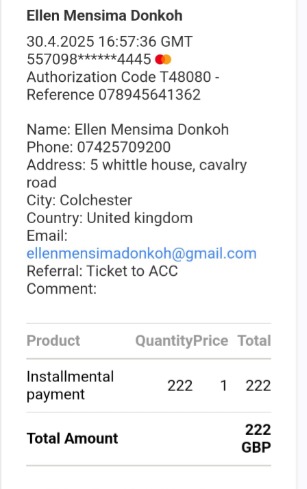 Ellen Mensima Donkoh
30.4.2025 16:57:36 GMT
557098******4445
Authorization Code T48080 -
Reference 078945641362
Name: Ellen Mensima Donkoh
Phone: 07425709200
Address: 5 whittle house, cavalry
road
City: Colchester
Country: United kingdom
Email:
ellenmensimadonkoh@gmail.com
Referral: Ticket to ACC
Comment:
Product Quantity Price Total
Installmental
payment 222 1 222
Total Amount 222
GBP